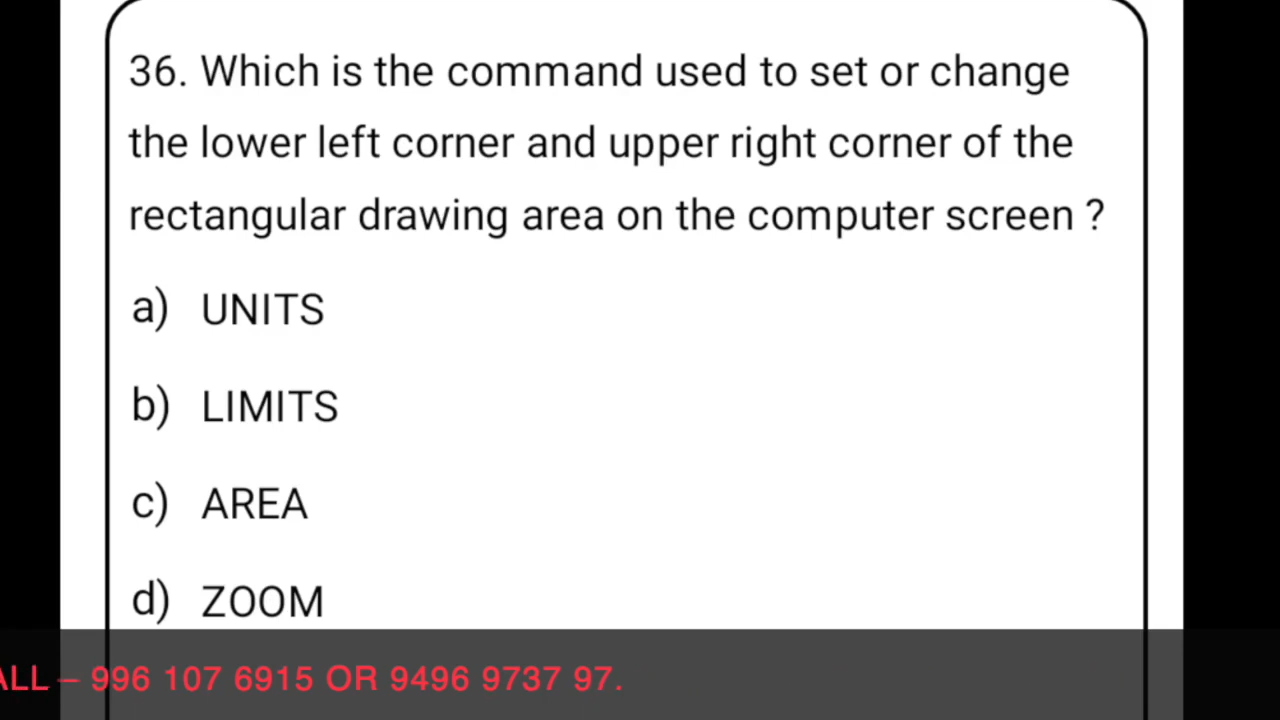 36. Which is the command used to set or change
the lower left corner and upper right corner of the
rectangular drawing area on the computer screen ?
a) UNITS
b) LIMITS
c) AREA
d) ZOOM
ALL – 996 107 6915 OR 9496 9737 97.